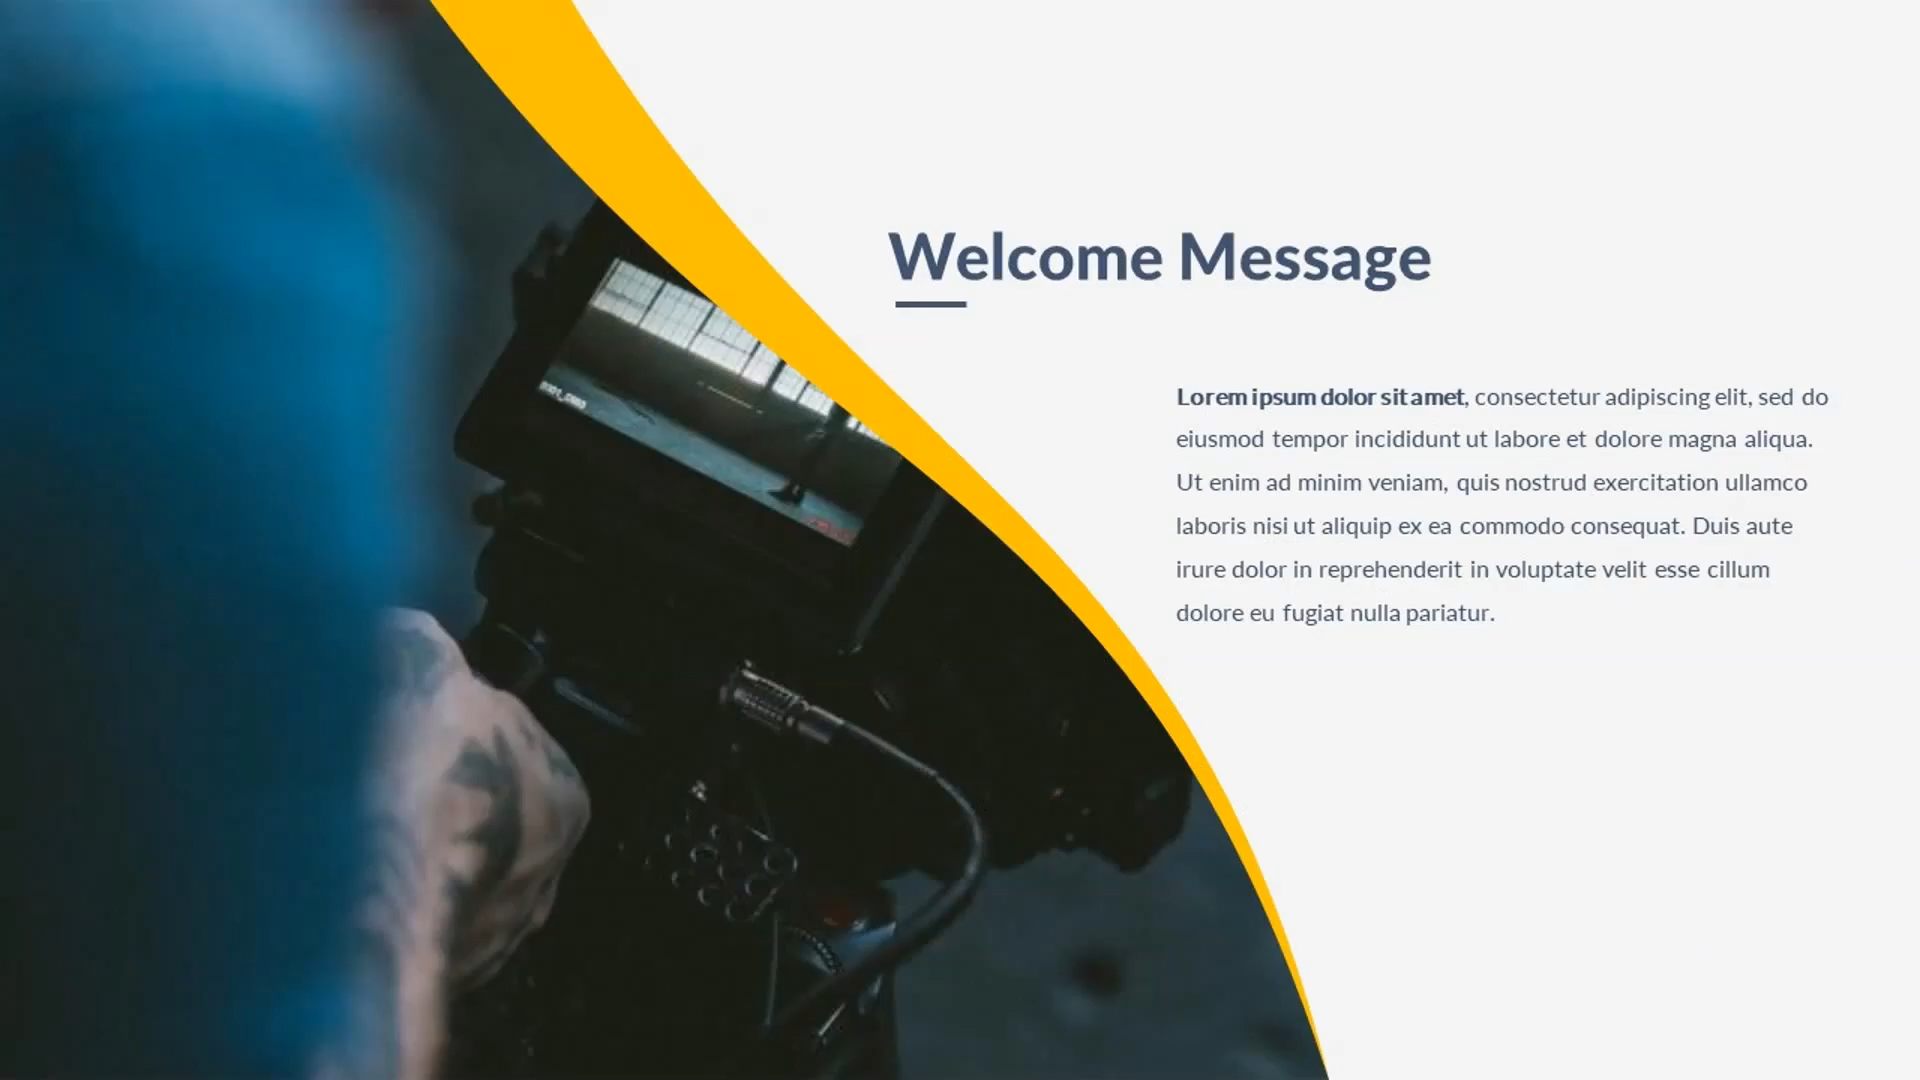 Welcome Message
Lorem ipsum dolor sit amet, consectetur adipiscing elit, sed do
eiusmod tempor incididunt ut labore et dolore magna aliqua.
Ut enim ad minim veniam, quis nostrud exercitation ullamco
laboris nisi ut aliquip ex ea commodo consequat. Duis aute
irure dolor in reprehenderit in voluptate velit esse cillum
dolore eu fugiat nulla pariatur.